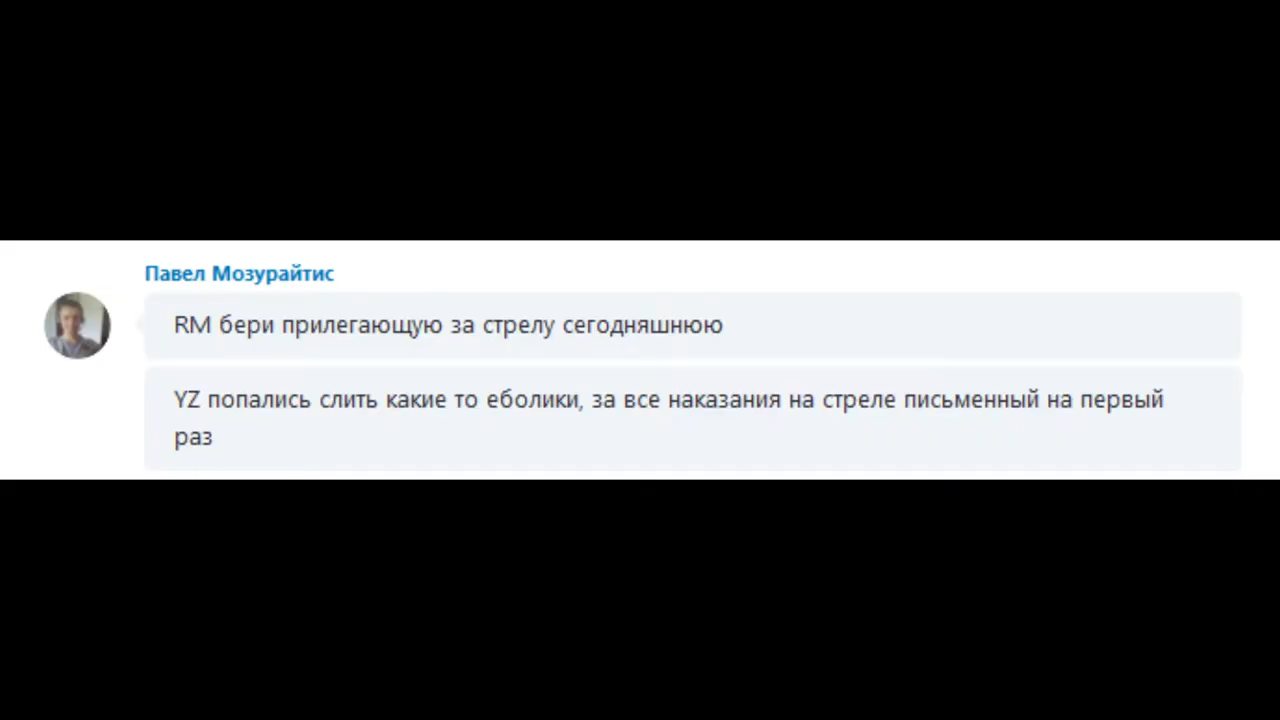 Павел Мозурайтис
RM бери прилегающую за стрелу сегодняшнюю
YZ попались слить какие то еболики, за все наказания на стреле письменный на первый
раз